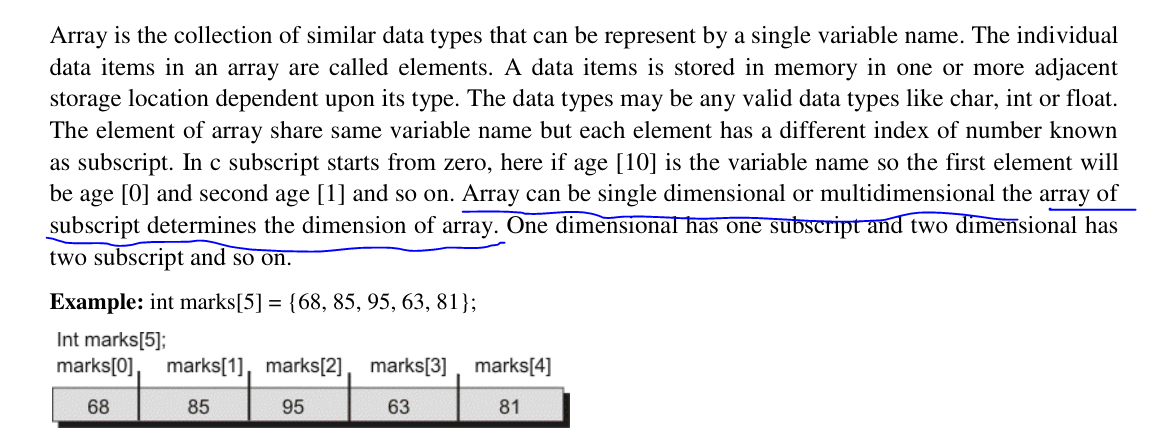 Array is the collection of similar data types that can be represent by a single variable name. The individual
data items in an array are called elements. A data items is stored in memory in one or more adjacent
storage location dependent upon its type. The data types may be any valid data types like char, int or float.
The element of array share same variable name but each element has a different index of number known
as subscript. In c subscript starts from zero, here if age [10] is the variable name so the first element will
be age [0] and second age [1] and so on. Array can be single dimensional or multidimensional the array of
subscript determines the dimension of array. One dimensional has one subscript and two dimensional has
two subscript and so on.
Example: int marks[5] = {68, 85, 95, 63, 81};
Int marks[5];
marks[0] marks[1] marks[2] marks[3] marks[4]
68 85 95 63 81